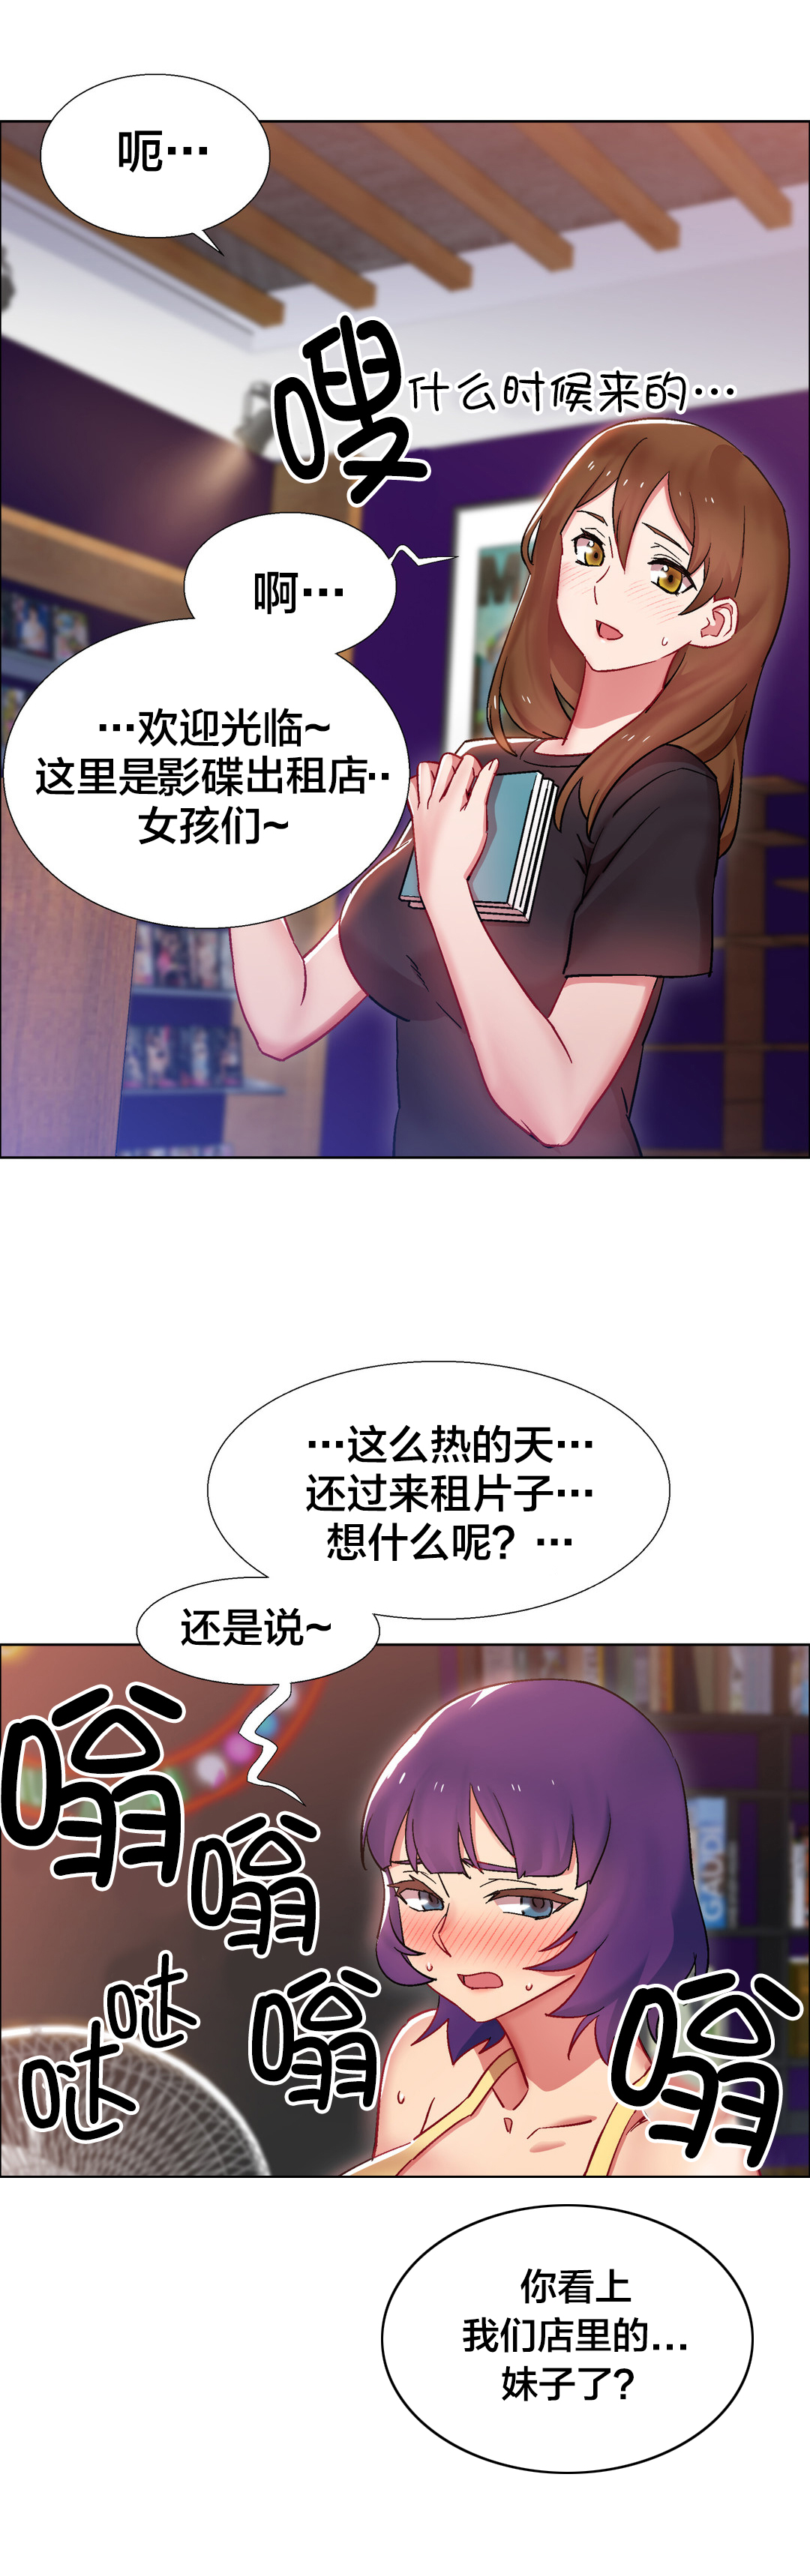 呃…
嗖
什么时候来的…
啊…
…欢迎光临~
这里是影碟出租店..
女孩们~
…这么热的天…
还过来租片子…
想什么呢？…
还是说~
嗡
嗡
哒
哒
嗡
嗡
GAUDI
你看上
我们店里的…
妹子了？